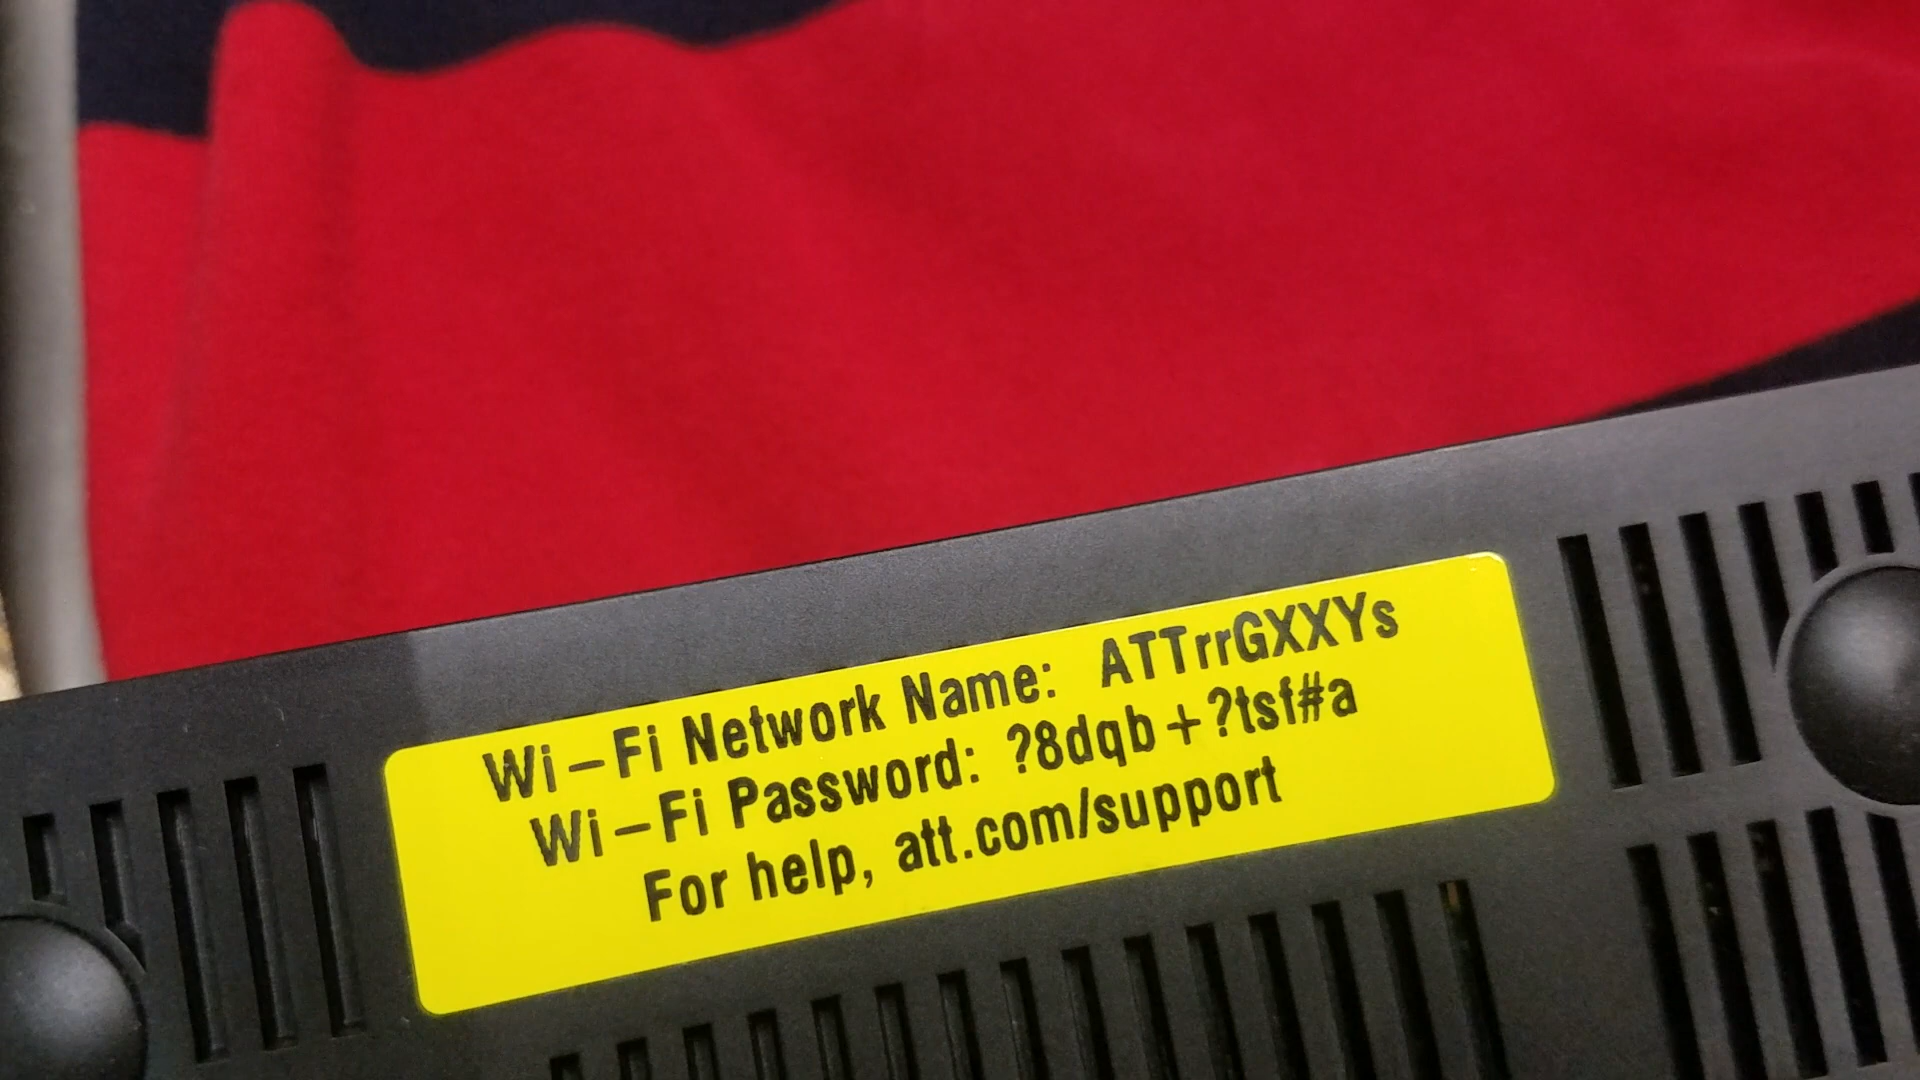 Wi-Fi Network Name: ATTrrGXXYs
Wi-Fi Password: ?8dqb+?tsf#a
For help, att.com/support